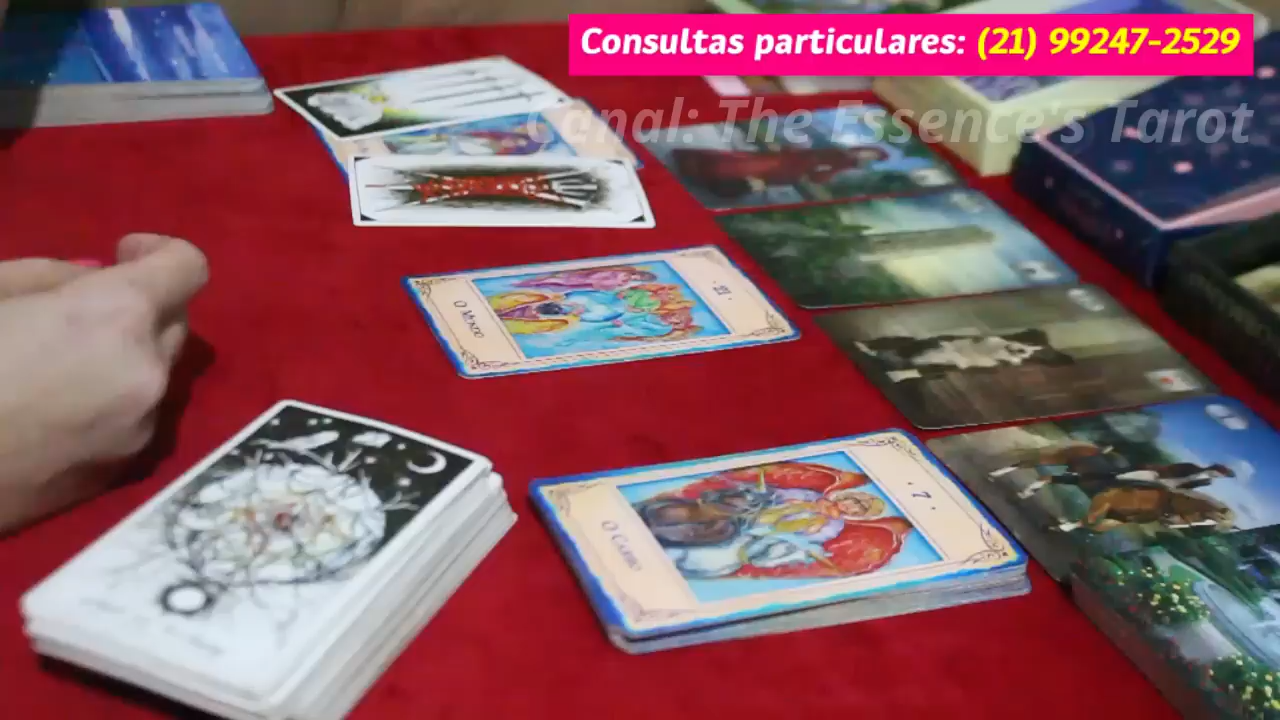 Consultas particulares: (21) 99247-2529
Canal: The Essence's Tarot
· 21 ·
O Mundo
· 7 ·
O Carro